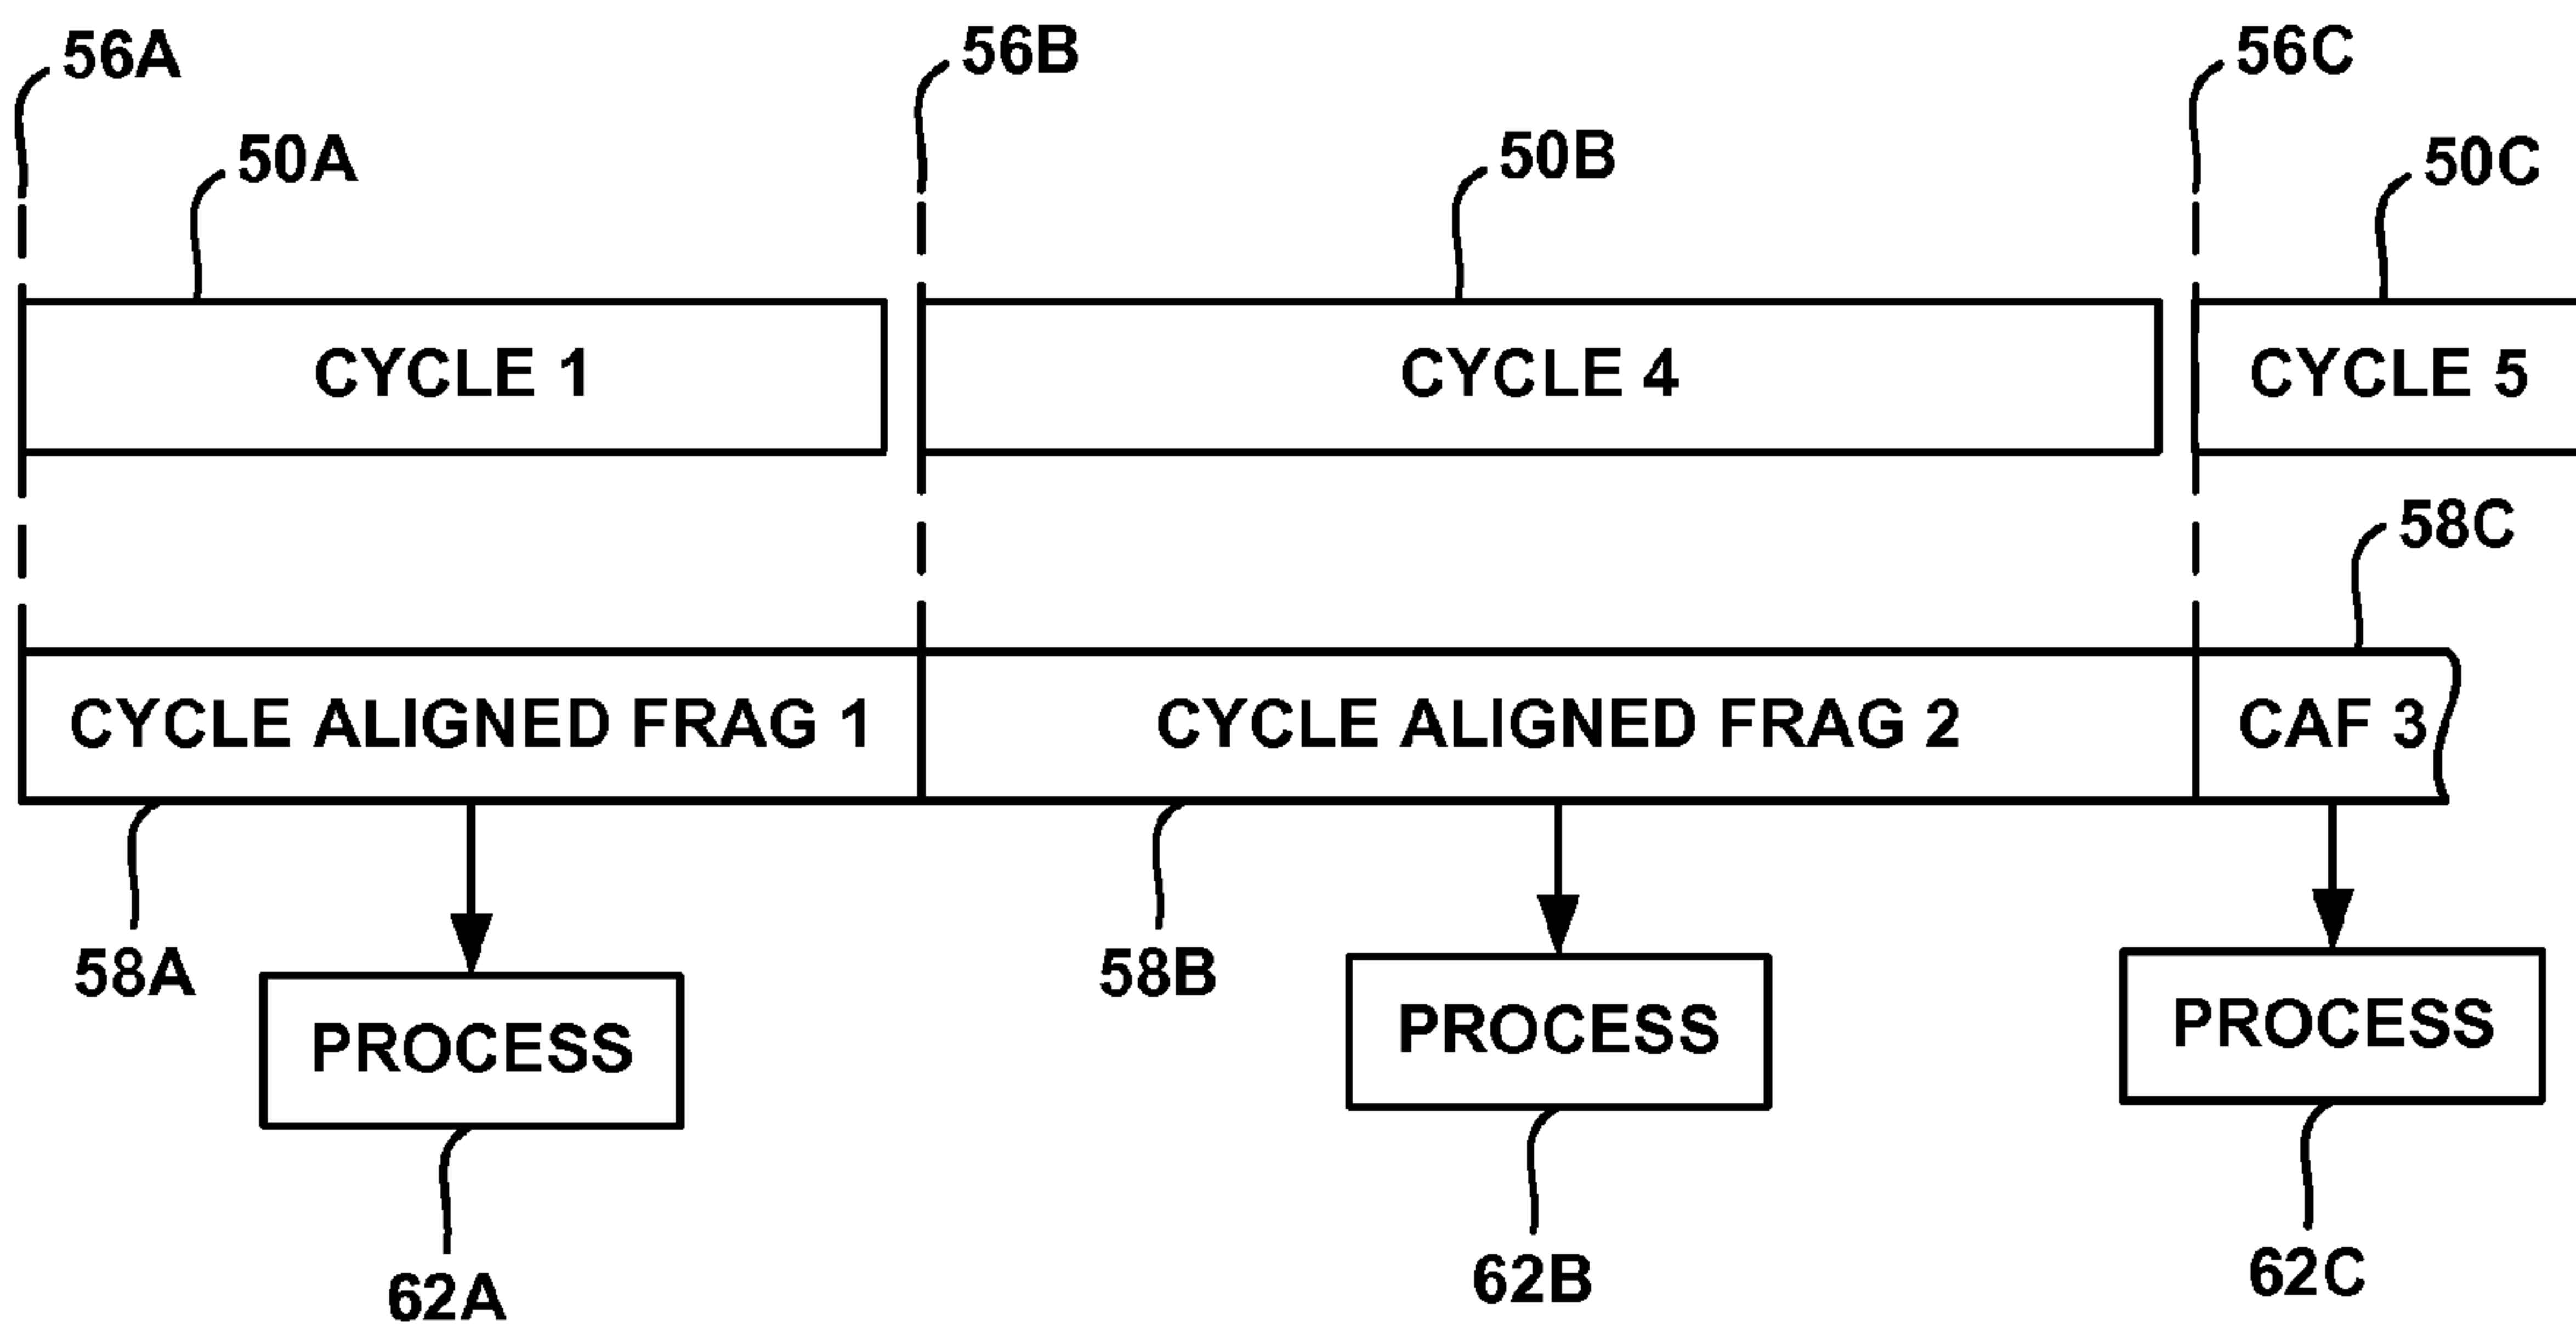 56A
56B
56C
50A
50B
50C
CYCLE 1
CYCLE 4
CYCLE 5
58C
CYCLE ALIGNED FRAG 1
CYCLE ALIGNED FRAG 2
CAF 3
58A
58B
PROCESS
PROCESS
PROCESS
62A
62B
62C